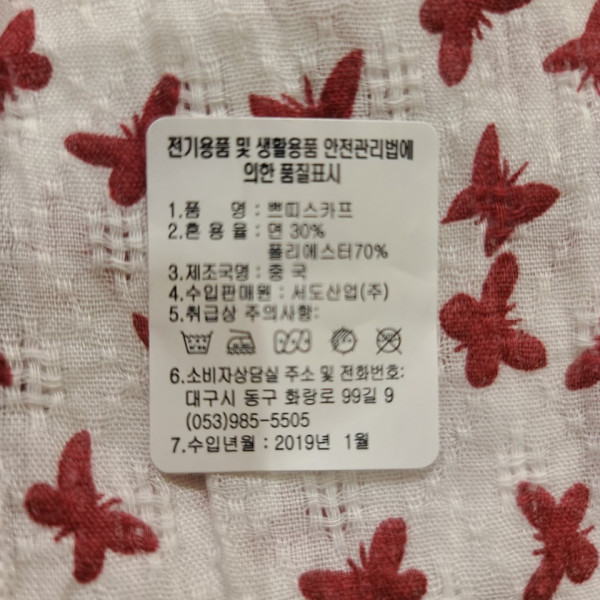 전기용품 및 생활용품 안전관리법에
의한 품질표시
1.품 명 : 쁘띠스카프
2.혼 용 율 : 면 30%
폴리에스터70%
3.제조국명 : 중 국
4.수입판매원 : 서도산업(주)
5.취급상 주의사항:
6.소비자상담실 주소 및 전화번호:
대구시 동구 화랑로 99길 9
(053)985-5505
7.수입년월 : 2019년 1월